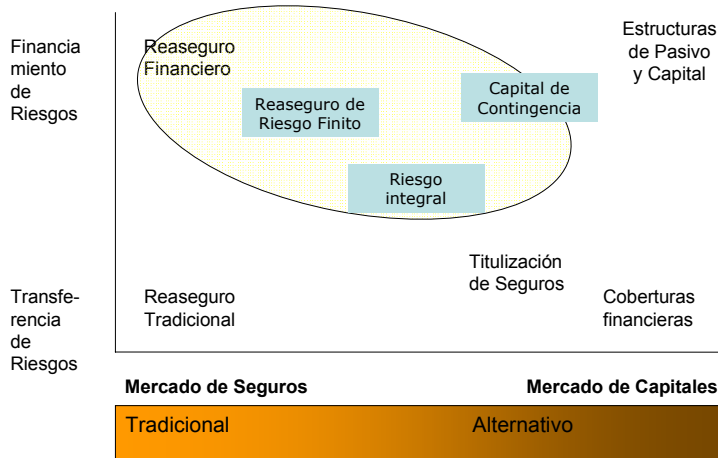 Financia
miento
de
Riesgos
Reaseguro
Financiero
Estructuras
de Pasivo
y Capital
Capital de
Contingencia
Reaseguro de
Riesgo Finito
Riesgo
integral
Titulización
de Seguros
Transfe-
rencia
de
Riesgos
Reaseguro
Tradicional
Coberturas
financieras
Mercado de Seguros
Mercado de Capitales
Tradicional
Alternativo